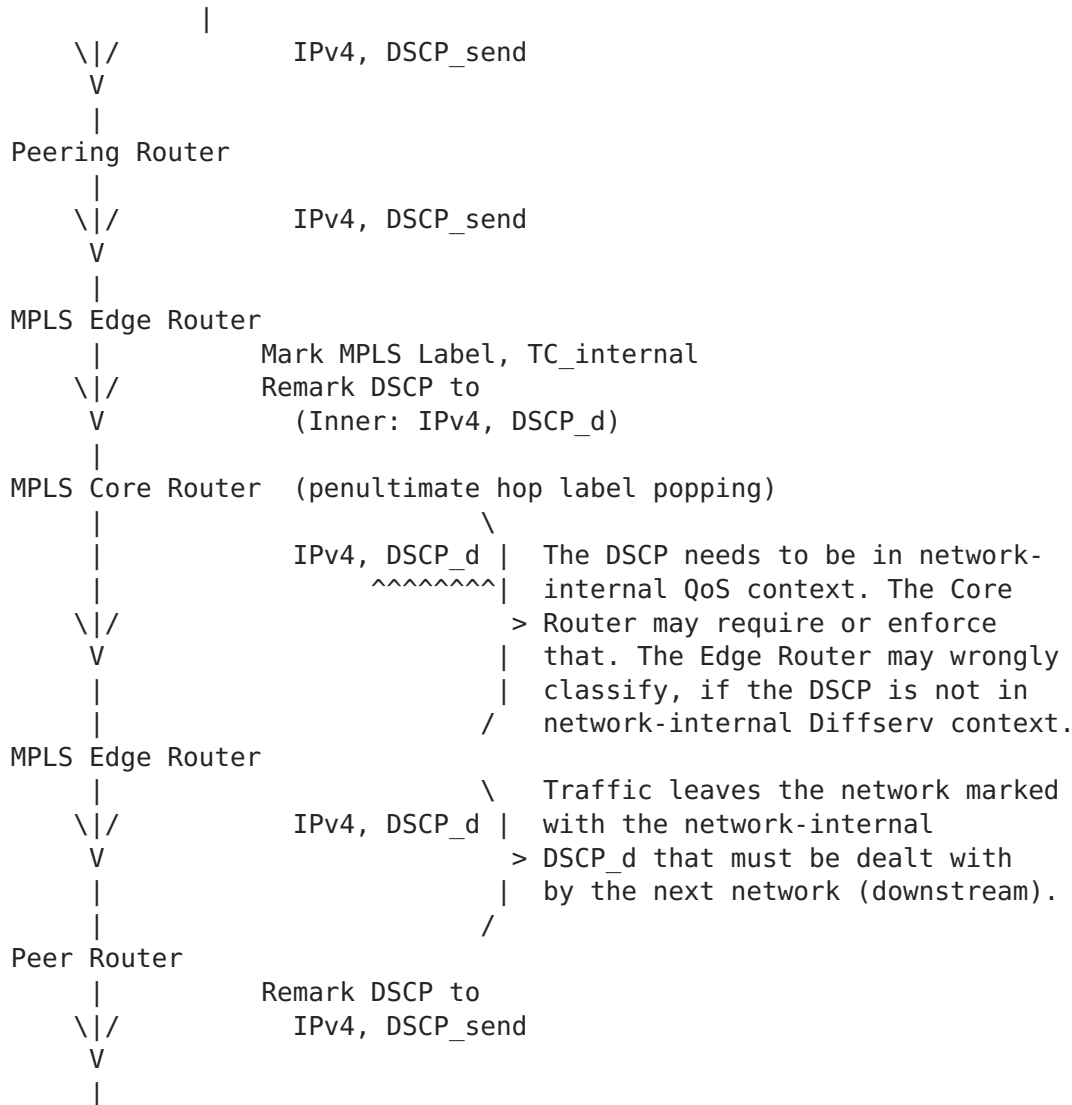 |
    \|/           IPv4, DSCP_send
     V
     |
Peering Router
     |
    \|/           IPv4, DSCP_send
     V
     |
MPLS Edge Router
     |          Mark MPLS Label, TC_internal
    \|/         Remark DSCP to
     V            (Inner: IPv4, DSCP_d)
     |
MPLS Core Router  (penultimate hop label popping)
     |                       \
     |            IPv4, DSCP_d |  The DSCP needs to be in network-
     |                 ^^^^^^^^|  internal QoS context. The Core
    \|/                        > Router may require or enforce
     V                         |  that. The Edge Router may wrongly
     |                         |  classify, if the DSCP is not in
     |                       /   network-internal Diffserv context.
MPLS Edge Router
     |                       \   Traffic leaves the network marked
    \|/           IPv4, DSCP_d |  with the network-internal
     V                         > DSCP_d that must be dealt with
     |                         |  by the next network (downstream).
     |                       /
Peer Router
     |          Remark DSCP to
    \|/           IPv4, DSCP_send
     V
     |